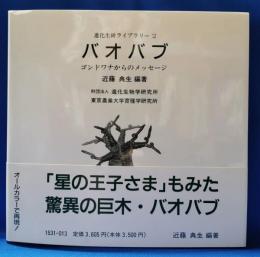 進化生研ライブラリー 2
バオバブ
ゴンドワナからのメッセージ
近藤 典生 編著
財団法人 進化生物学研究所
東京農業大学育種学研究所
オールカラーで再現!
「星の王子さま」もみた
驚異の巨木・バオバブ
1531-013 定価3,605円(本体3,500円)
近藤 典生 編著